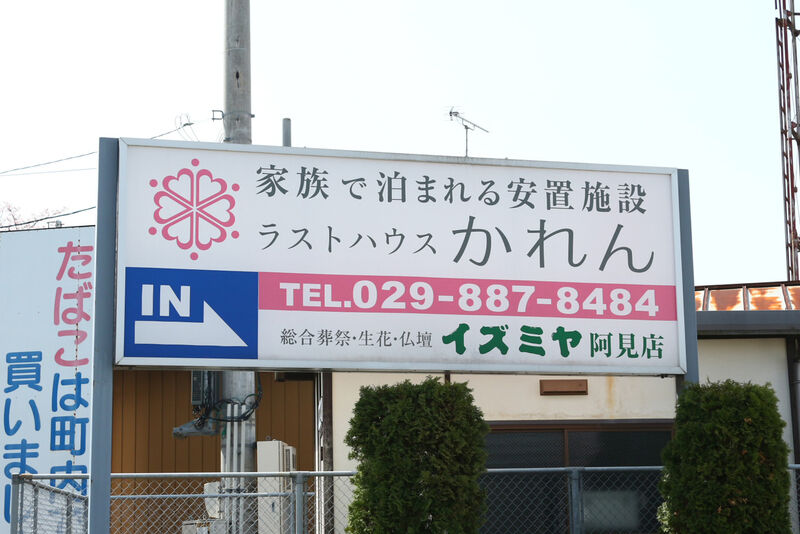 家族で泊まれる安置施設
ラストハウス かれん
IN
TEL.029-887-8484
総合葬祭・生花・仏壇 イズミヤ 阿見店
たばこは町内
買いまし